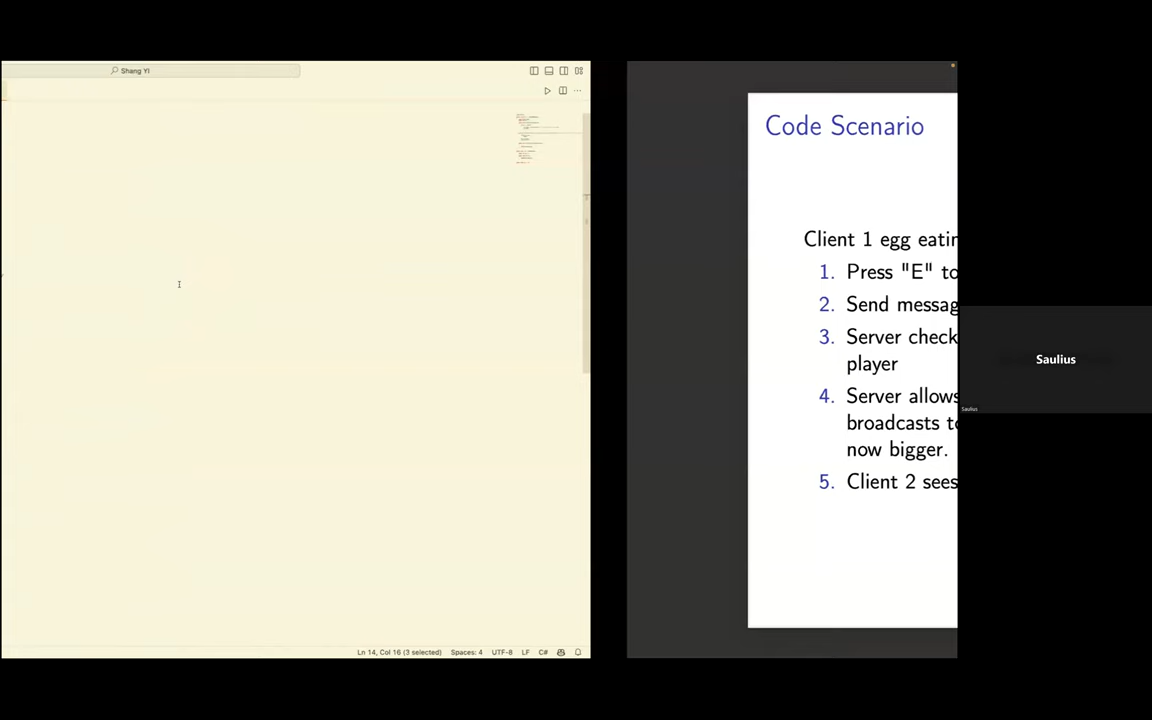 Shang YI
Code Scenario
Client 1 egg eatin
1. Press "E" to
2. Send messag
3. Server check
player
4. Server allows
broadcasts to
now bigger.
5. Client 2 sees
Saulius
Saulius
Ln 14, Col 16 (3 selected) Spaces: 4 UTF-8 LF C#